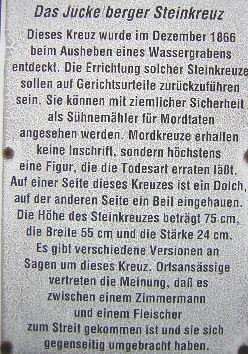 Das Jucke berger Steinkreuz
Dieses Kreuz wurde im Dezember 1866
beim Ausheben eines Wassergrabens
entdeckt. Die Errichtung solcher Steinkreuze
sollen auf Gerichtsurteile zurückzuführen
sein. Sie können mit ziemlicher Sicherheit
als Sühnemähler für Mordtaten
angesehen werden. Mordkreuze erhalten
keine Inschrift, sondern höchstens
eine Figur, die die Todesart erraten läßt.
Auf einer Seite dieses Kreuzes ist ein Dolch,
auf der anderen Seite ein Beil eingehauen.
Die Höhe des Steinkreuzes beträgt 75 cm,
die Breite 55 cm und die Stärke 24 cm.
Es gibt verschiedene Versionen an
Sagen um dieses Kreuz. Ortsansässige
vertreten die Meinung, daß es
zwischen einem Zimmermann
und einem Fleischer
zum Streit gekommen ist und sie sich
gegenseitig umgebracht haben.